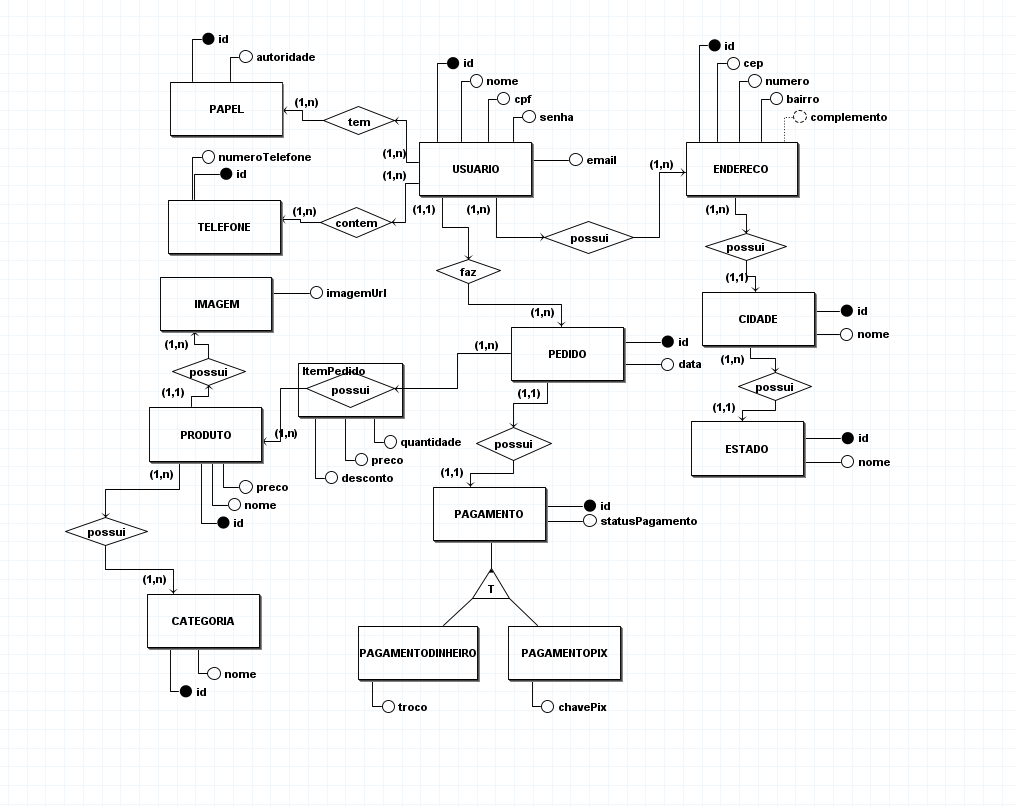 id
autoridade
PAPEL
(1,n)
tem
(1,n)
numeroTelefone
id
TELEFONE
(1,n)
contem
(1,n)
id
nome
cpf
senha
USUARIO
email
(1,1)
(1,n)
faz
possui
(1,n)
id
cep
numero
bairro
complemento
ENDERECO
(1,n)
possui
(1,1)
CIDADE
id
nome
(1,n)
possui
(1,1)
ESTADO
id
nome
IMAGEM
imagemUrl
(1,n)
possui
(1,1)
PRODUTO
(1,n)
ItemPedido
possui
(1,n)
quantidade
preco
desconto
(1,n)
PEDIDO
id
data
(1,1)
possui
(1,1)
PAGAMENTO
id
statusPagamento
T
PAGAMENTODINHEIRO
troco
PAGAMENTOPIX
chavePix
(1,n)
preco
nome
id
possui
(1,n)
CATEGORIA
nome
id